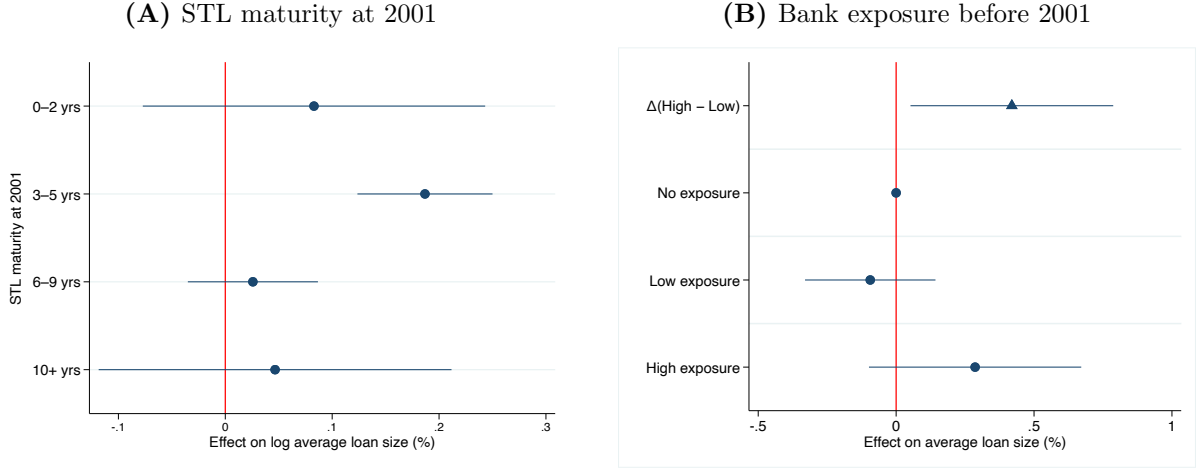 (A) STL maturity at 2001
STL maturity at 2001
0–2 yrs
3–5 yrs
6–9 yrs
10+ yrs
-.1 0 .1 .2 .3
Effect on log average loan size (%)
(B) Bank exposure before 2001
Δ(High − Low)
No exposure
Low exposure
High exposure
-.5 0 .5 1
Effect on average loan size (%)